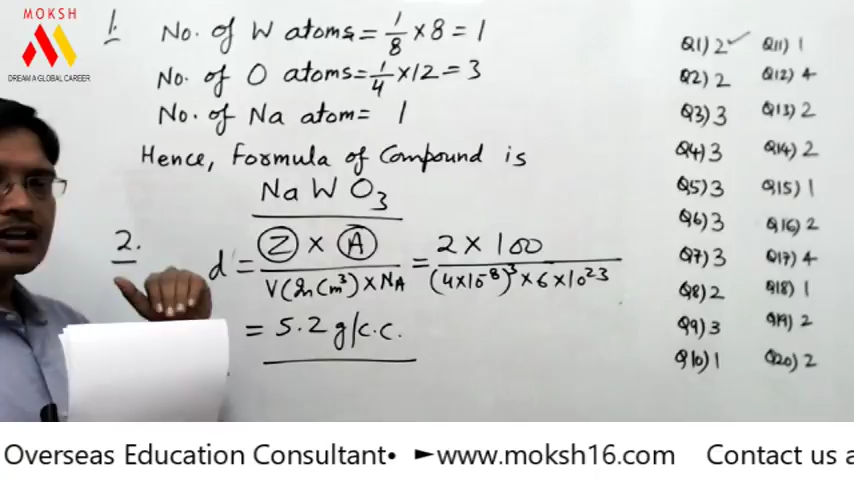 MOKSH
DREAM A GLOBAL CAREER
1. No. of W atoms = 1/8 × 8 = 1
No. of O atoms = 1/4 × 12 = 3
No. of Na atom = 1
Hence, Formula of Compound is
NaWO₃
2. d = Z × A / V(In Cm³) × NA = 2 × 100 / (4×10⁻⁸)³ × 6 × 10²³
= 5.2 g/c.c.
Q1) 2 ✓
Q2) 2
Q3) 3
Q4) 3
Q5) 3
Q6) 3
Q7) 3
Q8) 2
Q9) 3
Q10) 1
Q11) 1
Q12) 4
Q13) 2
Q14) 2
Q15) 1
Q16) 2
Q17) 4
Q18) 1
Q19) 2
Q20) 2
Overseas Education Consultant• ►www.moksh16.com Contact us a